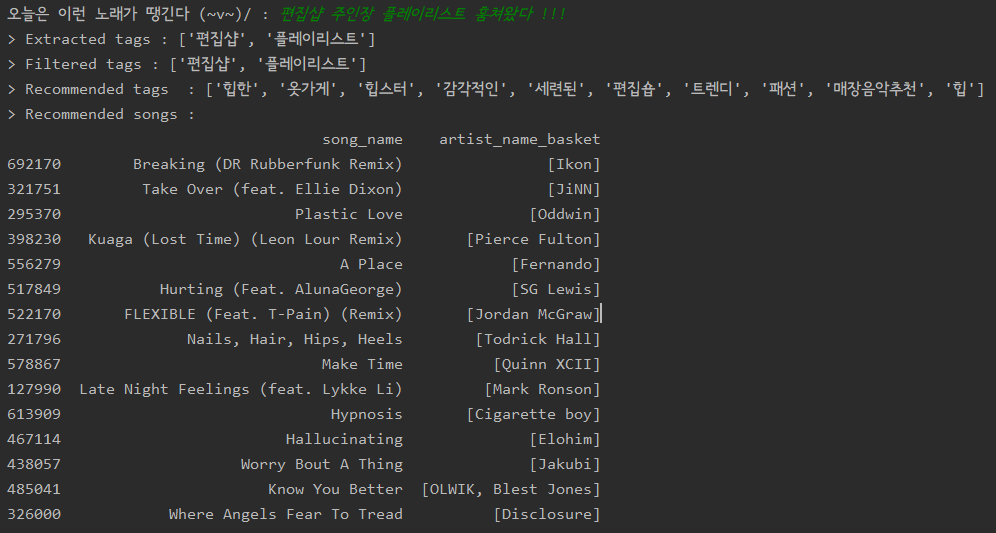 오늘은 이런 노래가 땡긴다 (~v~)/ : 편집샵 주인장 플레이리스트 훔쳐왔다 !!!
> Extracted tags : ['편집샵', '플레이리스트']
> Filtered tags : ['편집샵', '플레이리스트']
> Recommended tags  : ['힙한', '옷가게', '힙스터', '감각적인', '세련된', '편집숍', '트렌디', '패션', '매장음악추천', '힙']
> Recommended songs :
song_name artist_name_basket
692170 Breaking (DR Rubberfunk Remix) [Ikon]
321751 Take Over (feat. Ellie Dixon) [JiNN]
295370 Plastic Love [Oddwin]
398230 Kuaga (Lost Time) (Leon Lour Remix) [Pierce Fulton]
556279 A Place [Fernando]
517849 Hurting (Feat. AlunaGeorge) [SG Lewis]
522170 FLEXIBLE (Feat. T-Pain) (Remix) [Jordan McGraw]
271796 Nails, Hair, Hips, Heels [Todrick Hall]
578867 Make Time [Quinn XCII]
127990 Late Night Feelings (feat. Lykke Li) [Mark Ronson]
613909 Hypnosis [Cigarette boy]
467114 Hallucinating [Elohim]
438057 Worry Bout A Thing [Jakubi]
485041 Know You Better [OLWIK, Blest Jones]
326000 Where Angels Fear To Tread [Disclosure]